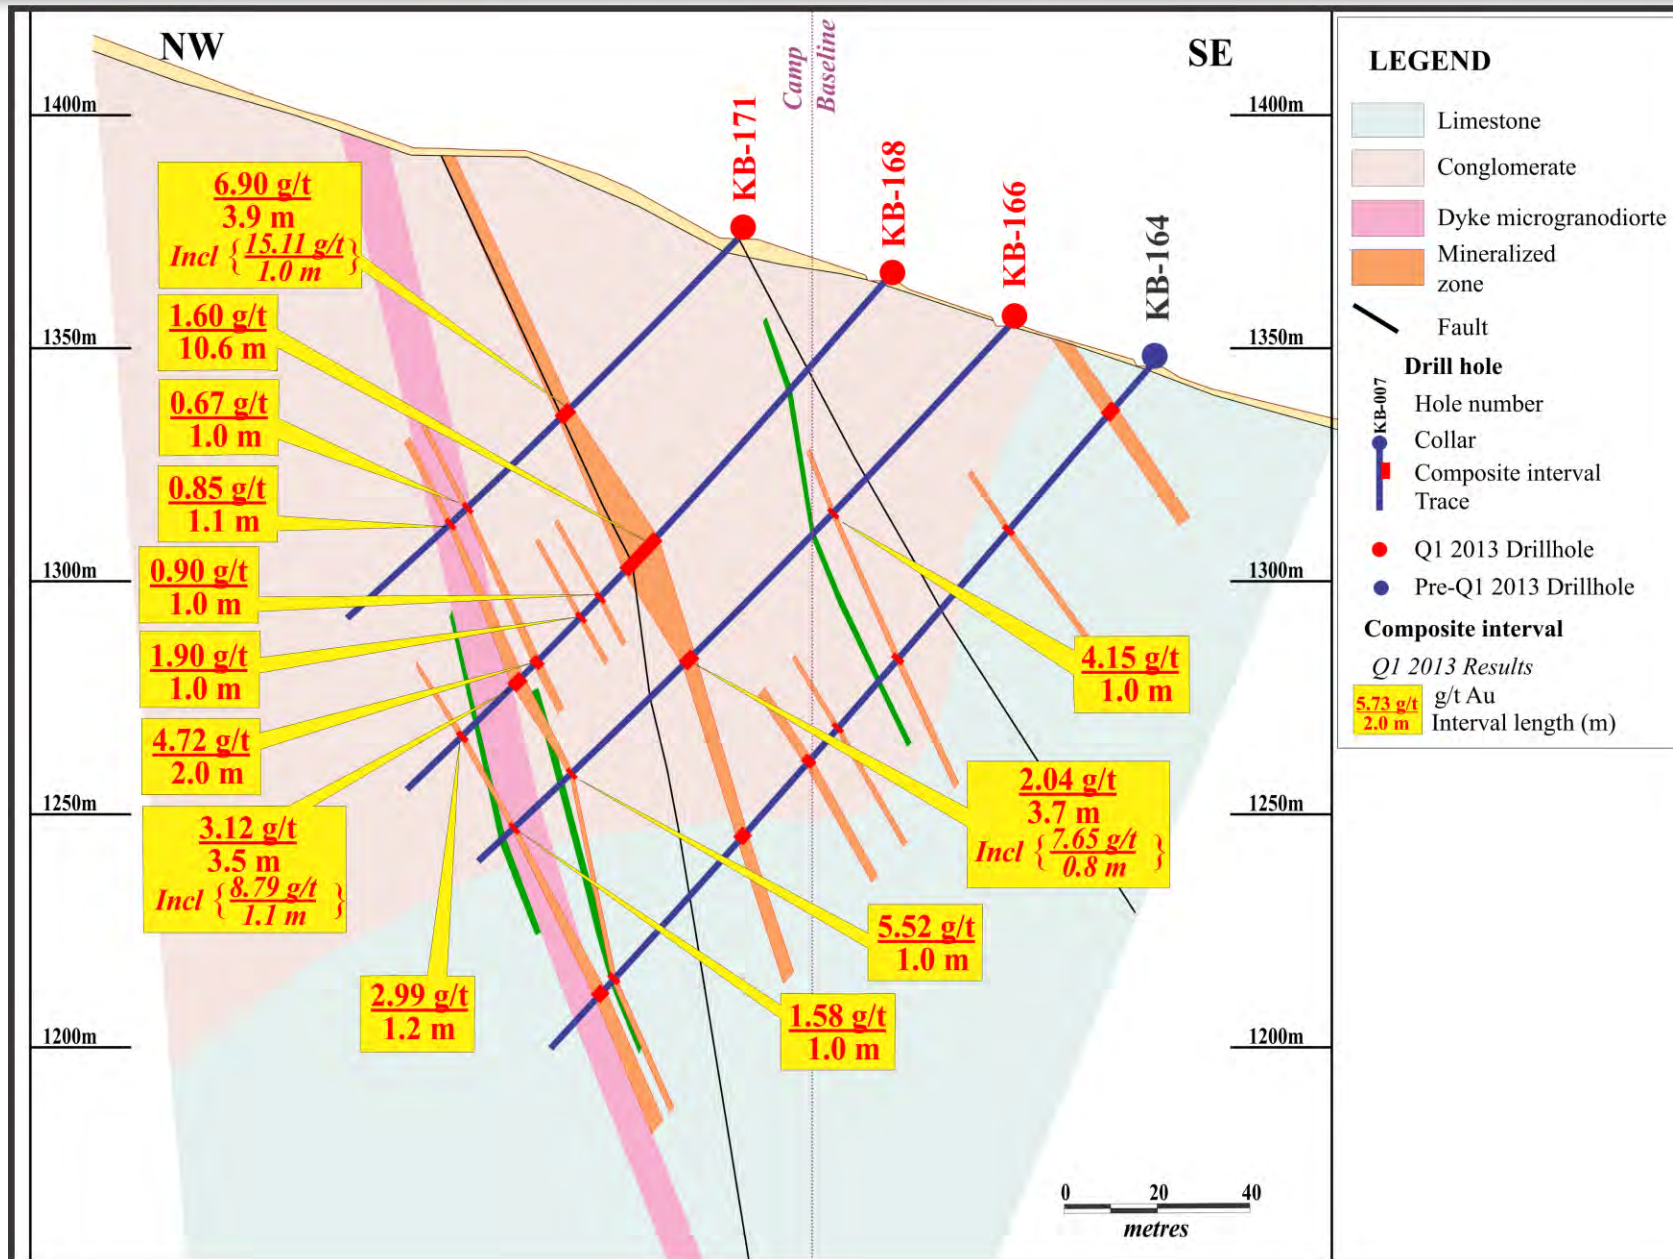 NW
SE
Camp
Baseline
1400m
1350m
1300m
1250m
1200m
1400m
1350m
1300m
1250m
1200m
KB-171
KB-168
KB-166
KB-164
6.90 g/t
3.9 m
Incl { 15.11 g/t }
1.0 m
1.60 g/t
10.6 m
0.67 g/t
1.0 m
0.85 g/t
1.1 m
0.90 g/t
1.0 m
1.90 g/t
1.0 m
4.72 g/t
2.0 m
3.12 g/t
3.5 m
Incl { 8.79 g/t }
1.1 m
2.99 g/t
1.2 m
4.15 g/t
1.0 m
2.04 g/t
3.7 m
Incl { 7.65 g/t }
0.8 m
5.52 g/t
1.0 m
1.58 g/t
1.0 m
0 20 40
metres
LEGEND
Limestone
Conglomerate
Dyke microgranodiorte
Mineralized
zone
Fault
Drill hole
KB-007
Hole number
Collar
Composite interval
Trace
Q1 2013 Drillhole
Pre-Q1 2013 Drillhole
Composite interval
Q1 2013 Results
5.73 g/t
2.0 m
g/t Au
Interval length (m)